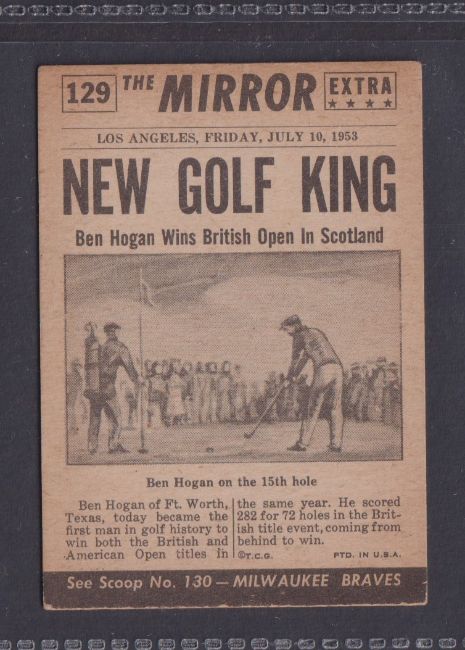 129 THE MIRROR EXTRA
LOS ANGELES, FRIDAY, JULY 10, 1953
NEW GOLF KING
Ben Hogan Wins British Open In Scotland
Ben Hogan on the 15th hole
Ben Hogan of Ft. Worth,
Texas, today became the
first man in golf history to
win both the British and
American Open titles in
the same year. He scored
282 for 72 holes in the Brit-
ish title event, coming from
behind to win.
©T.C.G. PTD. IN U.S.A.
See Scoop No. 130 — MILWAUKEE BRAVES